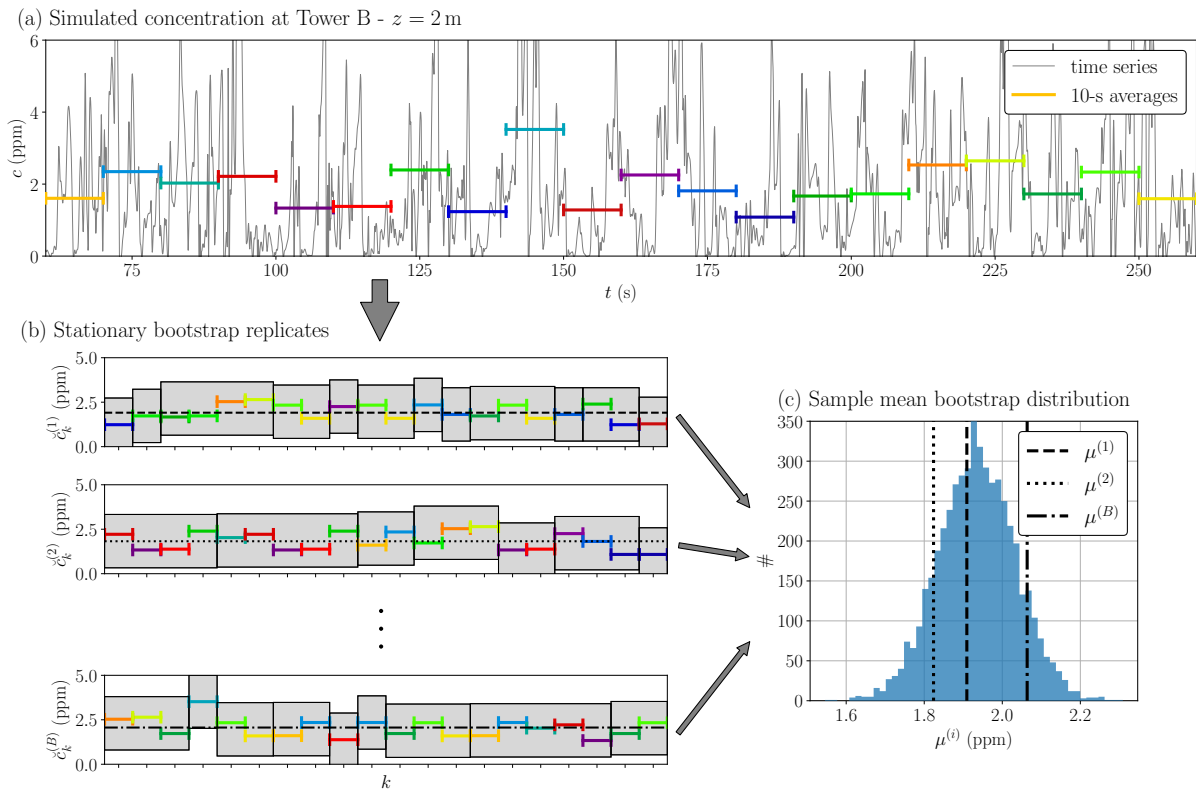 (a) Simulated concentration at Tower B - z = 2 m
6
4
2
0
c (ppm)
time series
10-s averages
75 100 125 150 175 200 225 250
t (s)
(b) Stationary bootstrap replicates
5.0
2.5
0.0
č_k^(1) (ppm)
5.0
2.5
0.0
č_k^(2) (ppm)
5.0
2.5
0.0
č_k^(B) (ppm)
k
(c) Sample mean bootstrap distribution
350
300
250
200
150
100
50
0
#
μ^(1)
μ^(2)
μ^(B)
1.6 1.8 2.0 2.2
μ^(i) (ppm)